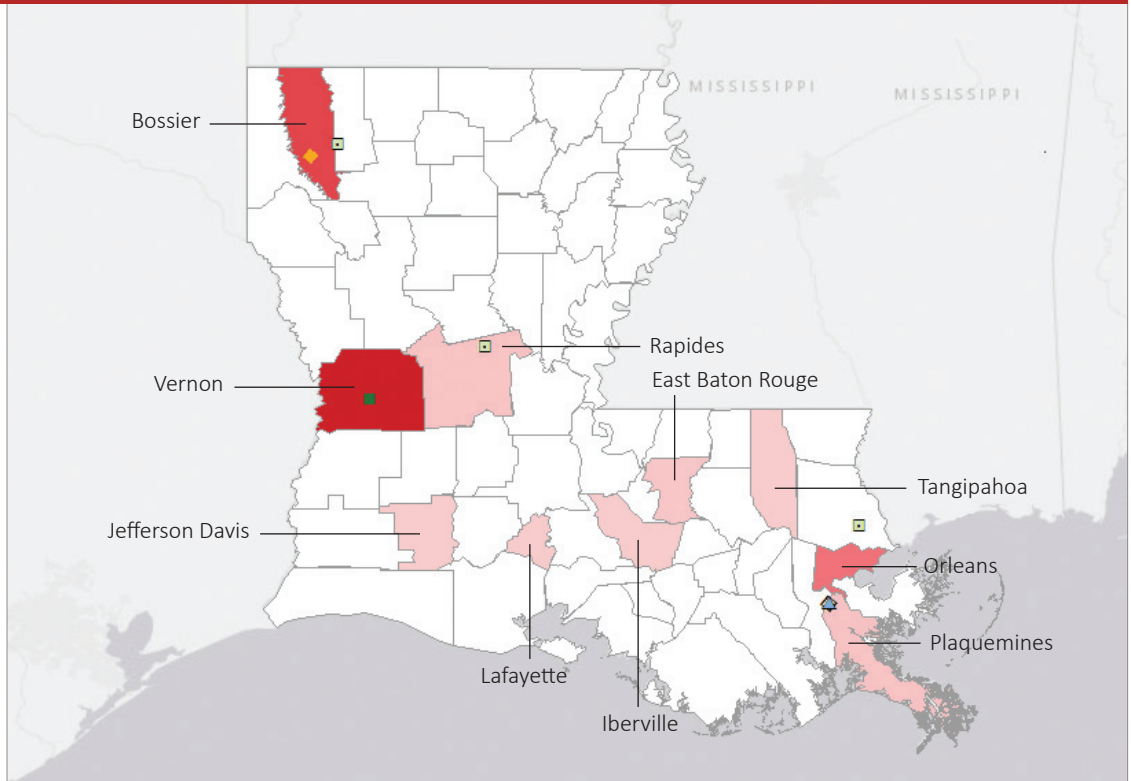 MISSISSIPPI
MISSISSIPPI
Bossier
Rapides
East Baton Rouge
Vernon
Tangipahoa
Jefferson Davis
Orleans
Plaquemines
Lafayette
Iberville